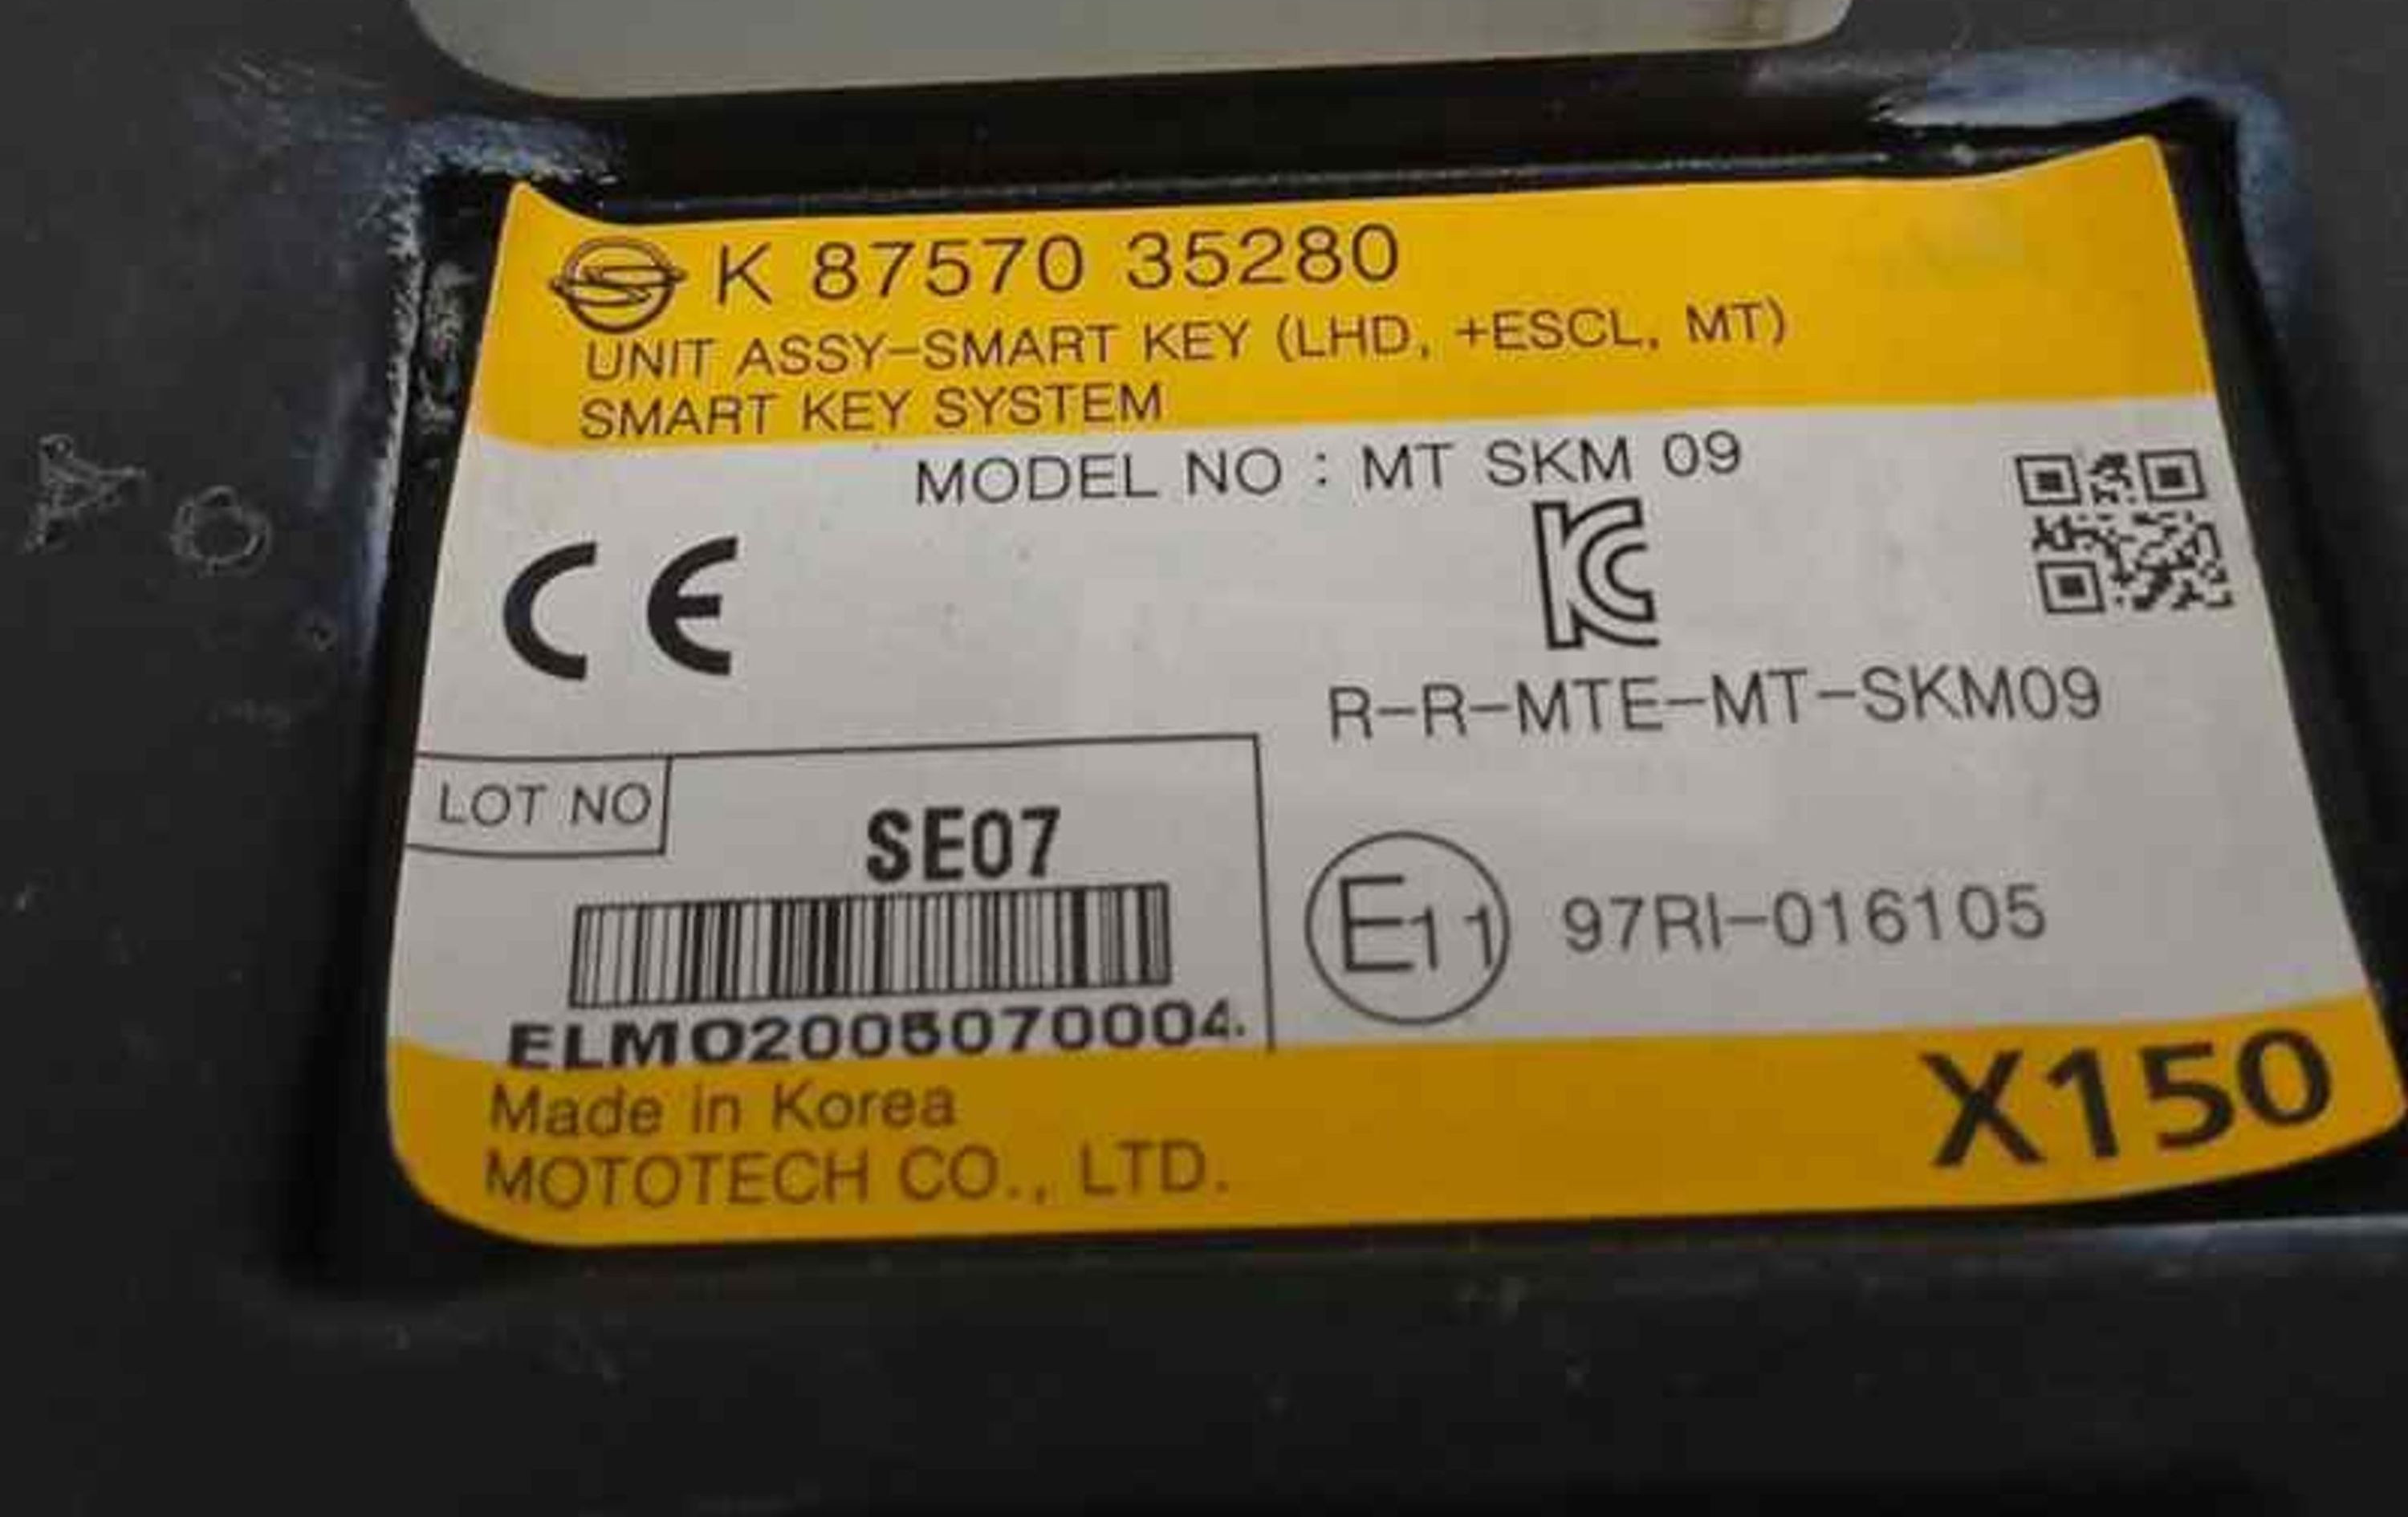 K 87570 35280
UNIT ASSY-SMART KEY (LHD, +ESCL, MT)
SMART KEY SYSTEM
MODEL NO : MT SKM 09
CE
KC
R-R-MTE-MT-SKM09
LOT NO
SE07
E11 97RI-016105
ELMO2005070004
Made in Korea
MOTOTECH CO., LTD.
X150